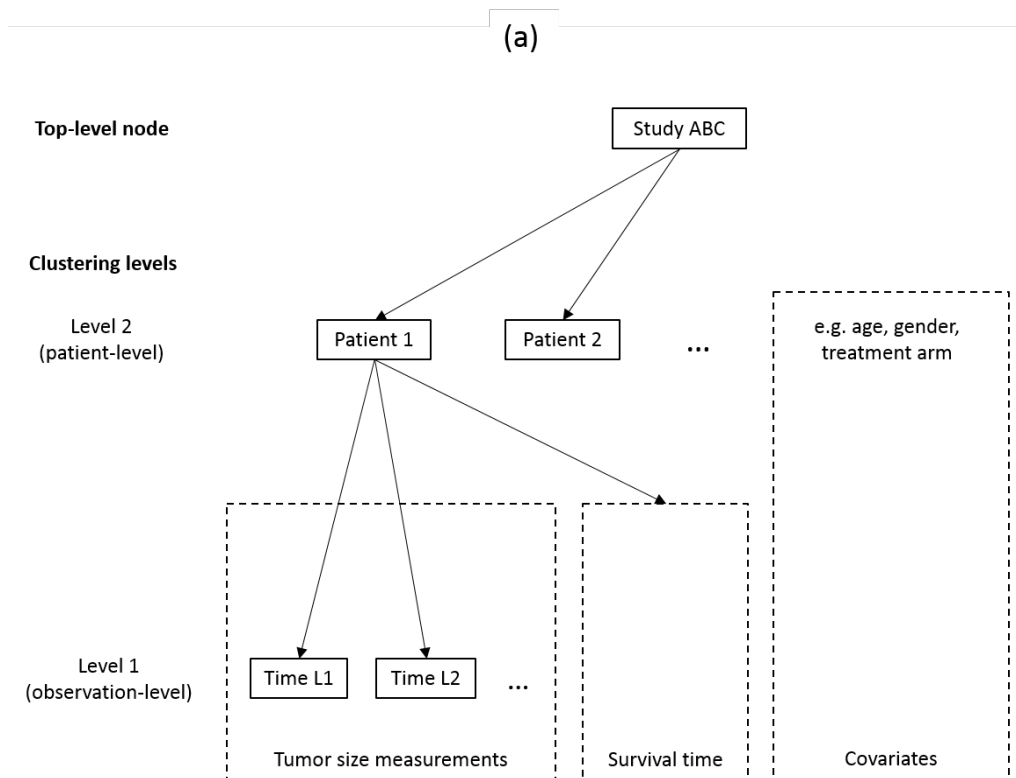 (a)
Top-level node
Study ABC
Clustering levels
Level 2
(patient-level)
Patient 1
Patient 2
...
e.g. age, gender,
treatment arm
Level 1
(observation-level)
Time L1
Time L2
...
Tumor size measurements
Survival time
Covariates